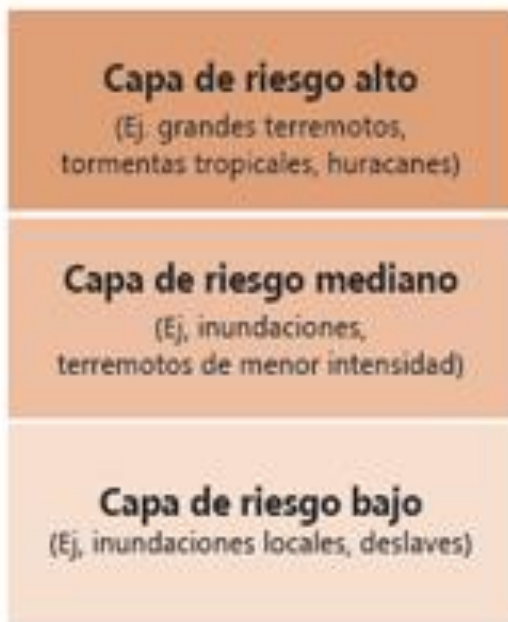 Capa de riesgo alto
(Ej. grandes terremotos,
tormentas tropicales, huracanes)
Capa de riesgo mediano
(Ej, inundaciones,
terremotos de menor intensidad)
Capa de riesgo bajo
(Ej, inundaciones locales, deslaves)